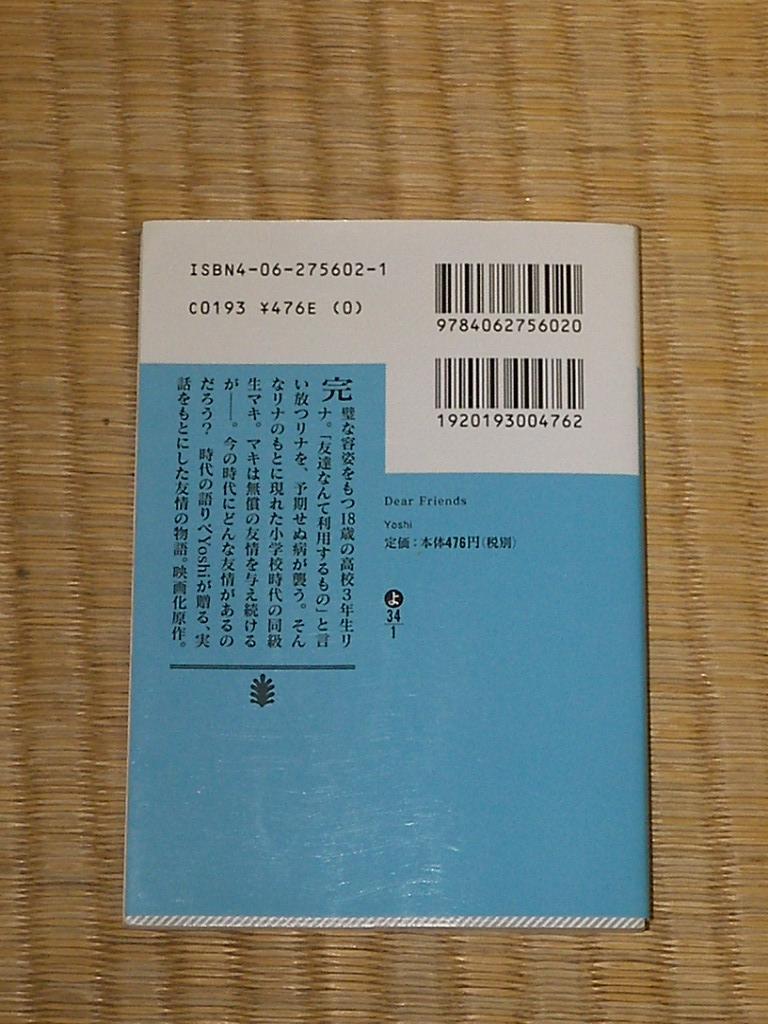 ISBN4-06-275602-1
C0193 ¥476E (0)
9784062756020
1920193004762
完璧な容姿をもつ18歳の高校3年生リ
ナ。「友達なんて利用するもの」と言
い放つリナを、予期せぬ病が襲う。そん
なリナのもとに現れた小学校時代の同級
生マキ。マキは無償の友情を与え続ける
が――。今の時代にどんな友情があるの
だろう? 時代の語りべYoshiが贈る、実
話をもとにした友情の物語。映画化原作。
Dear Friends
Yoshi
定価:本体476円(税別)
よ
34
1